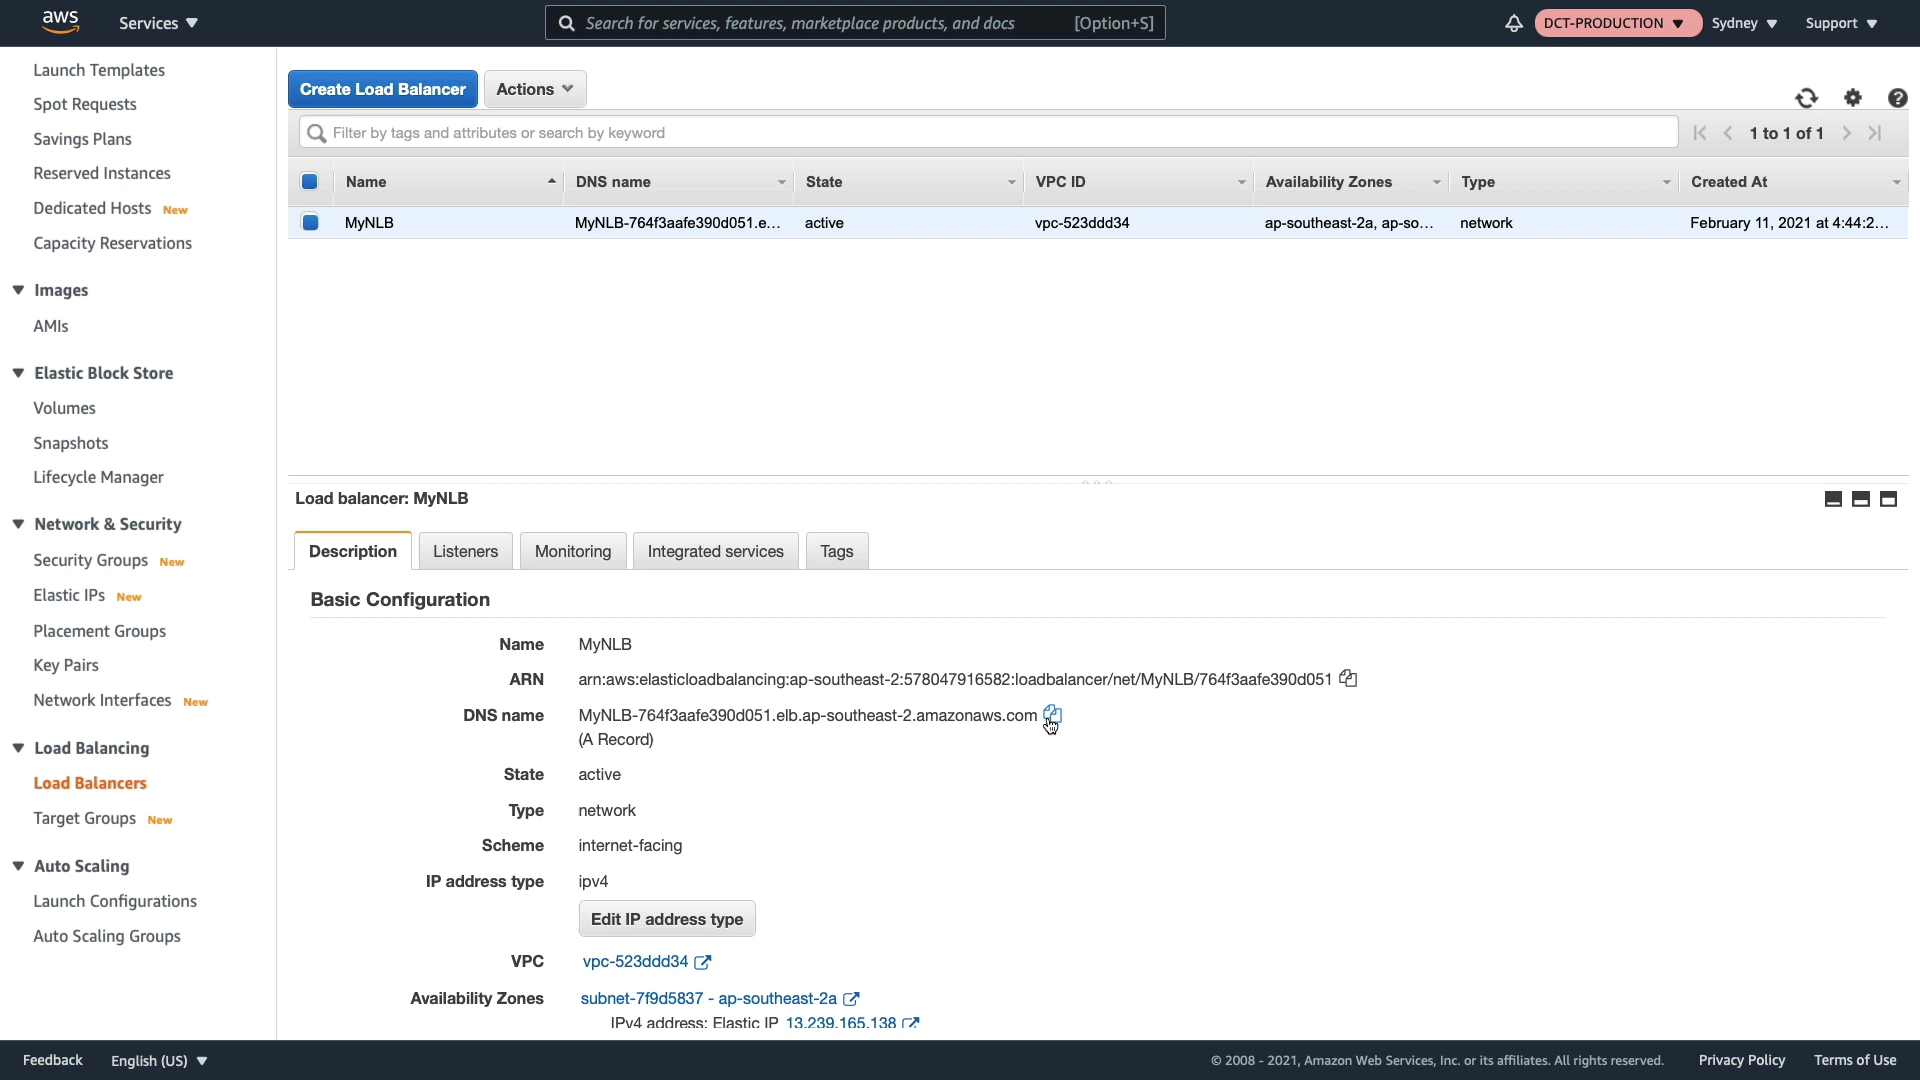 aws Services Search for services, features, marketplace products, and docs [Option+S] DCT-PRODUCTION Sydney Support
Launch Templates
Spot Requests
Savings Plans
Reserved Instances
Dedicated Hosts New
Capacity Reservations
Images
AMIs
Elastic Block Store
Volumes
Snapshots
Lifecycle Manager
Network & Security
Security Groups New
Elastic IPs New
Placement Groups
Key Pairs
Network Interfaces New
Load Balancing
Load Balancers
Target Groups New
Auto Scaling
Launch Configurations
Auto Scaling Groups
Create Load Balancer Actions
Filter by tags and attributes or search by keyword 1 to 1 of 1
Name DNS name State VPC ID Availability Zones Type Created At
MyNLB MyNLB-764f3aafe390d051.e... active vpc-523ddd34 ap-southeast-2a, ap-so... network February 11, 2021 at 4:44:2...
Load balancer: MyNLB
Description Listeners Monitoring Integrated services Tags
Basic Configuration
Name MyNLB
ARN arn:aws:elasticloadbalancing:ap-southeast-2:578047916582:loadbalancer/net/MyNLB/764f3aafe390d051
DNS name MyNLB-764f3aafe390d051.elb.ap-southeast-2.amazonaws.com
(A Record)
State active
Type network
Scheme internet-facing
IP address type ipv4
Edit IP address type
VPC vpc-523ddd34
Availability Zones subnet-7f9d5837 - ap-southeast-2a
IPv4 address: Elastic IP 13.239.165.138
Feedback English (US) © 2008 - 2021, Amazon Web Services, Inc. or its affiliates. All rights reserved. Privacy Policy Terms of Use